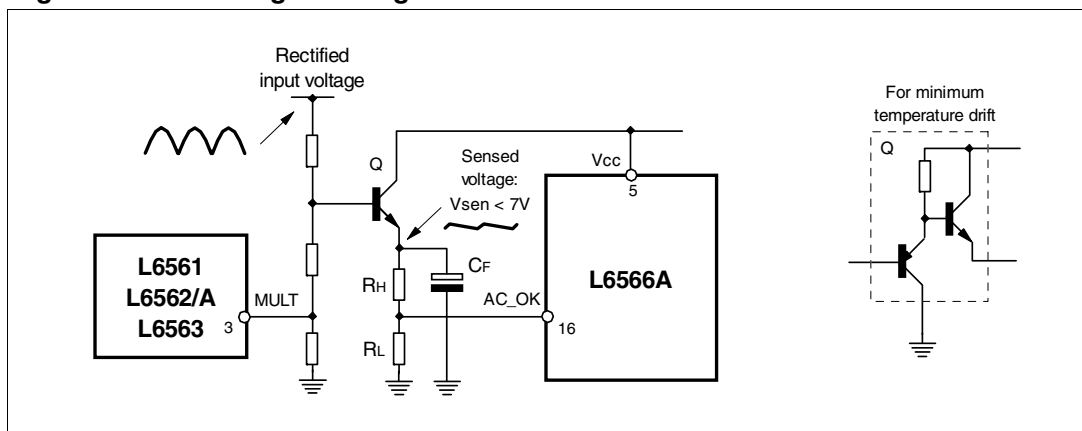 Rectified
input voltage
For minimum
temperature drift
Q
Q
Sensed
voltage:
Vsen < 7V
Vcc
5
L6561
L6562/A
L6563
MULT
3
RH
CF
RL
AC_OK
16
L6566A